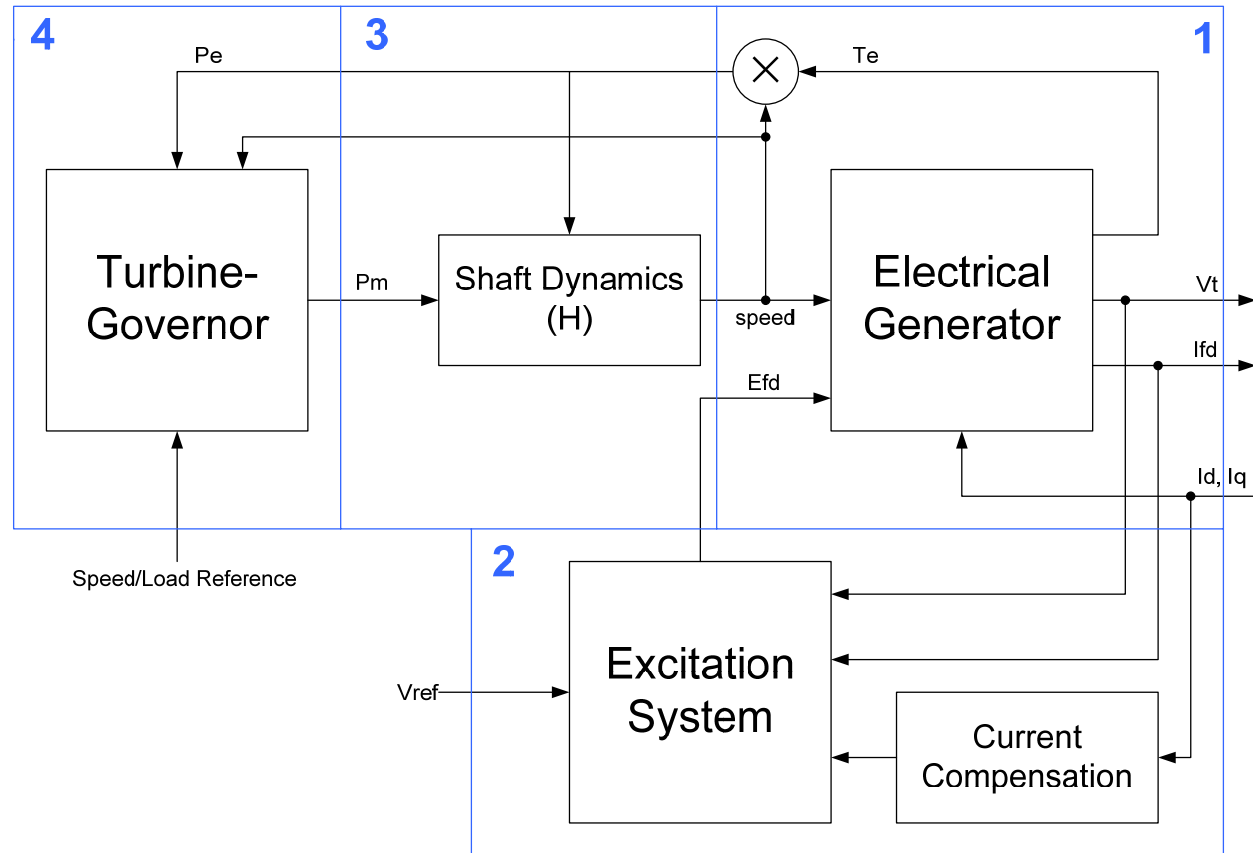 4
3
1
Pe
Te
Turbine-
Governor
Pm
Shaft Dynamics
(H)
speed
Electrical
Generator
Vt
Ifd
Efd
Id, Iq
Speed/Load Reference
2
Excitation
System
Vref
Current
Compensation